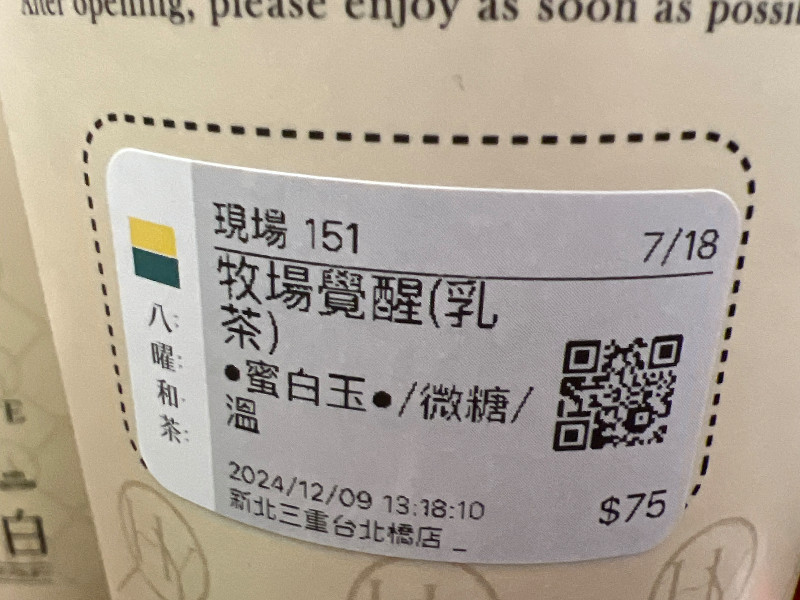 After opening, please enjoy as soon as
現場 151 7/18
牧場覺醒(乳
茶)
•蜜白玉•/微糖/
溫
2024/12/09 13:18:10
新北三重台北橋店 _
$75
八曜和茶
E
白